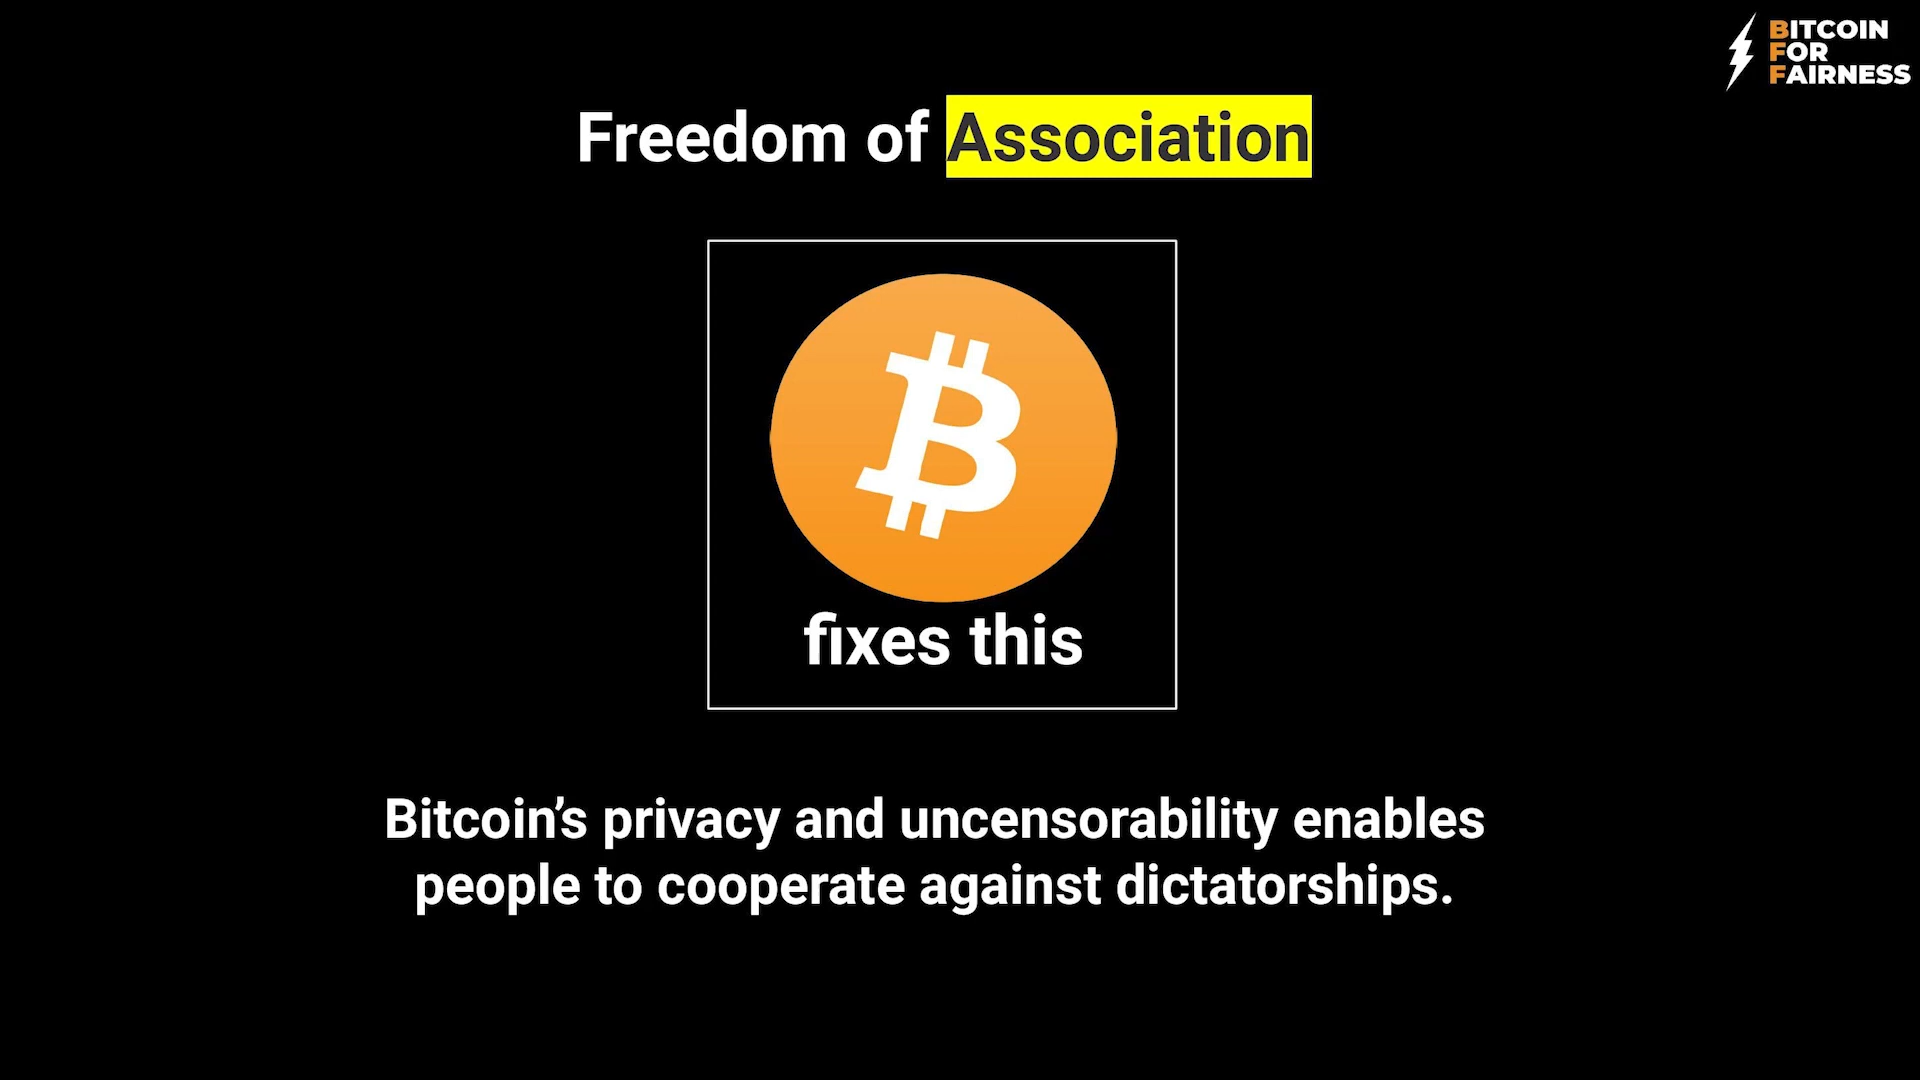 BITCOIN
FOR
FAIRNESS
Freedom of Association
fixes this
Bitcoin’s privacy and uncensorability enables
people to cooperate against dictatorships.